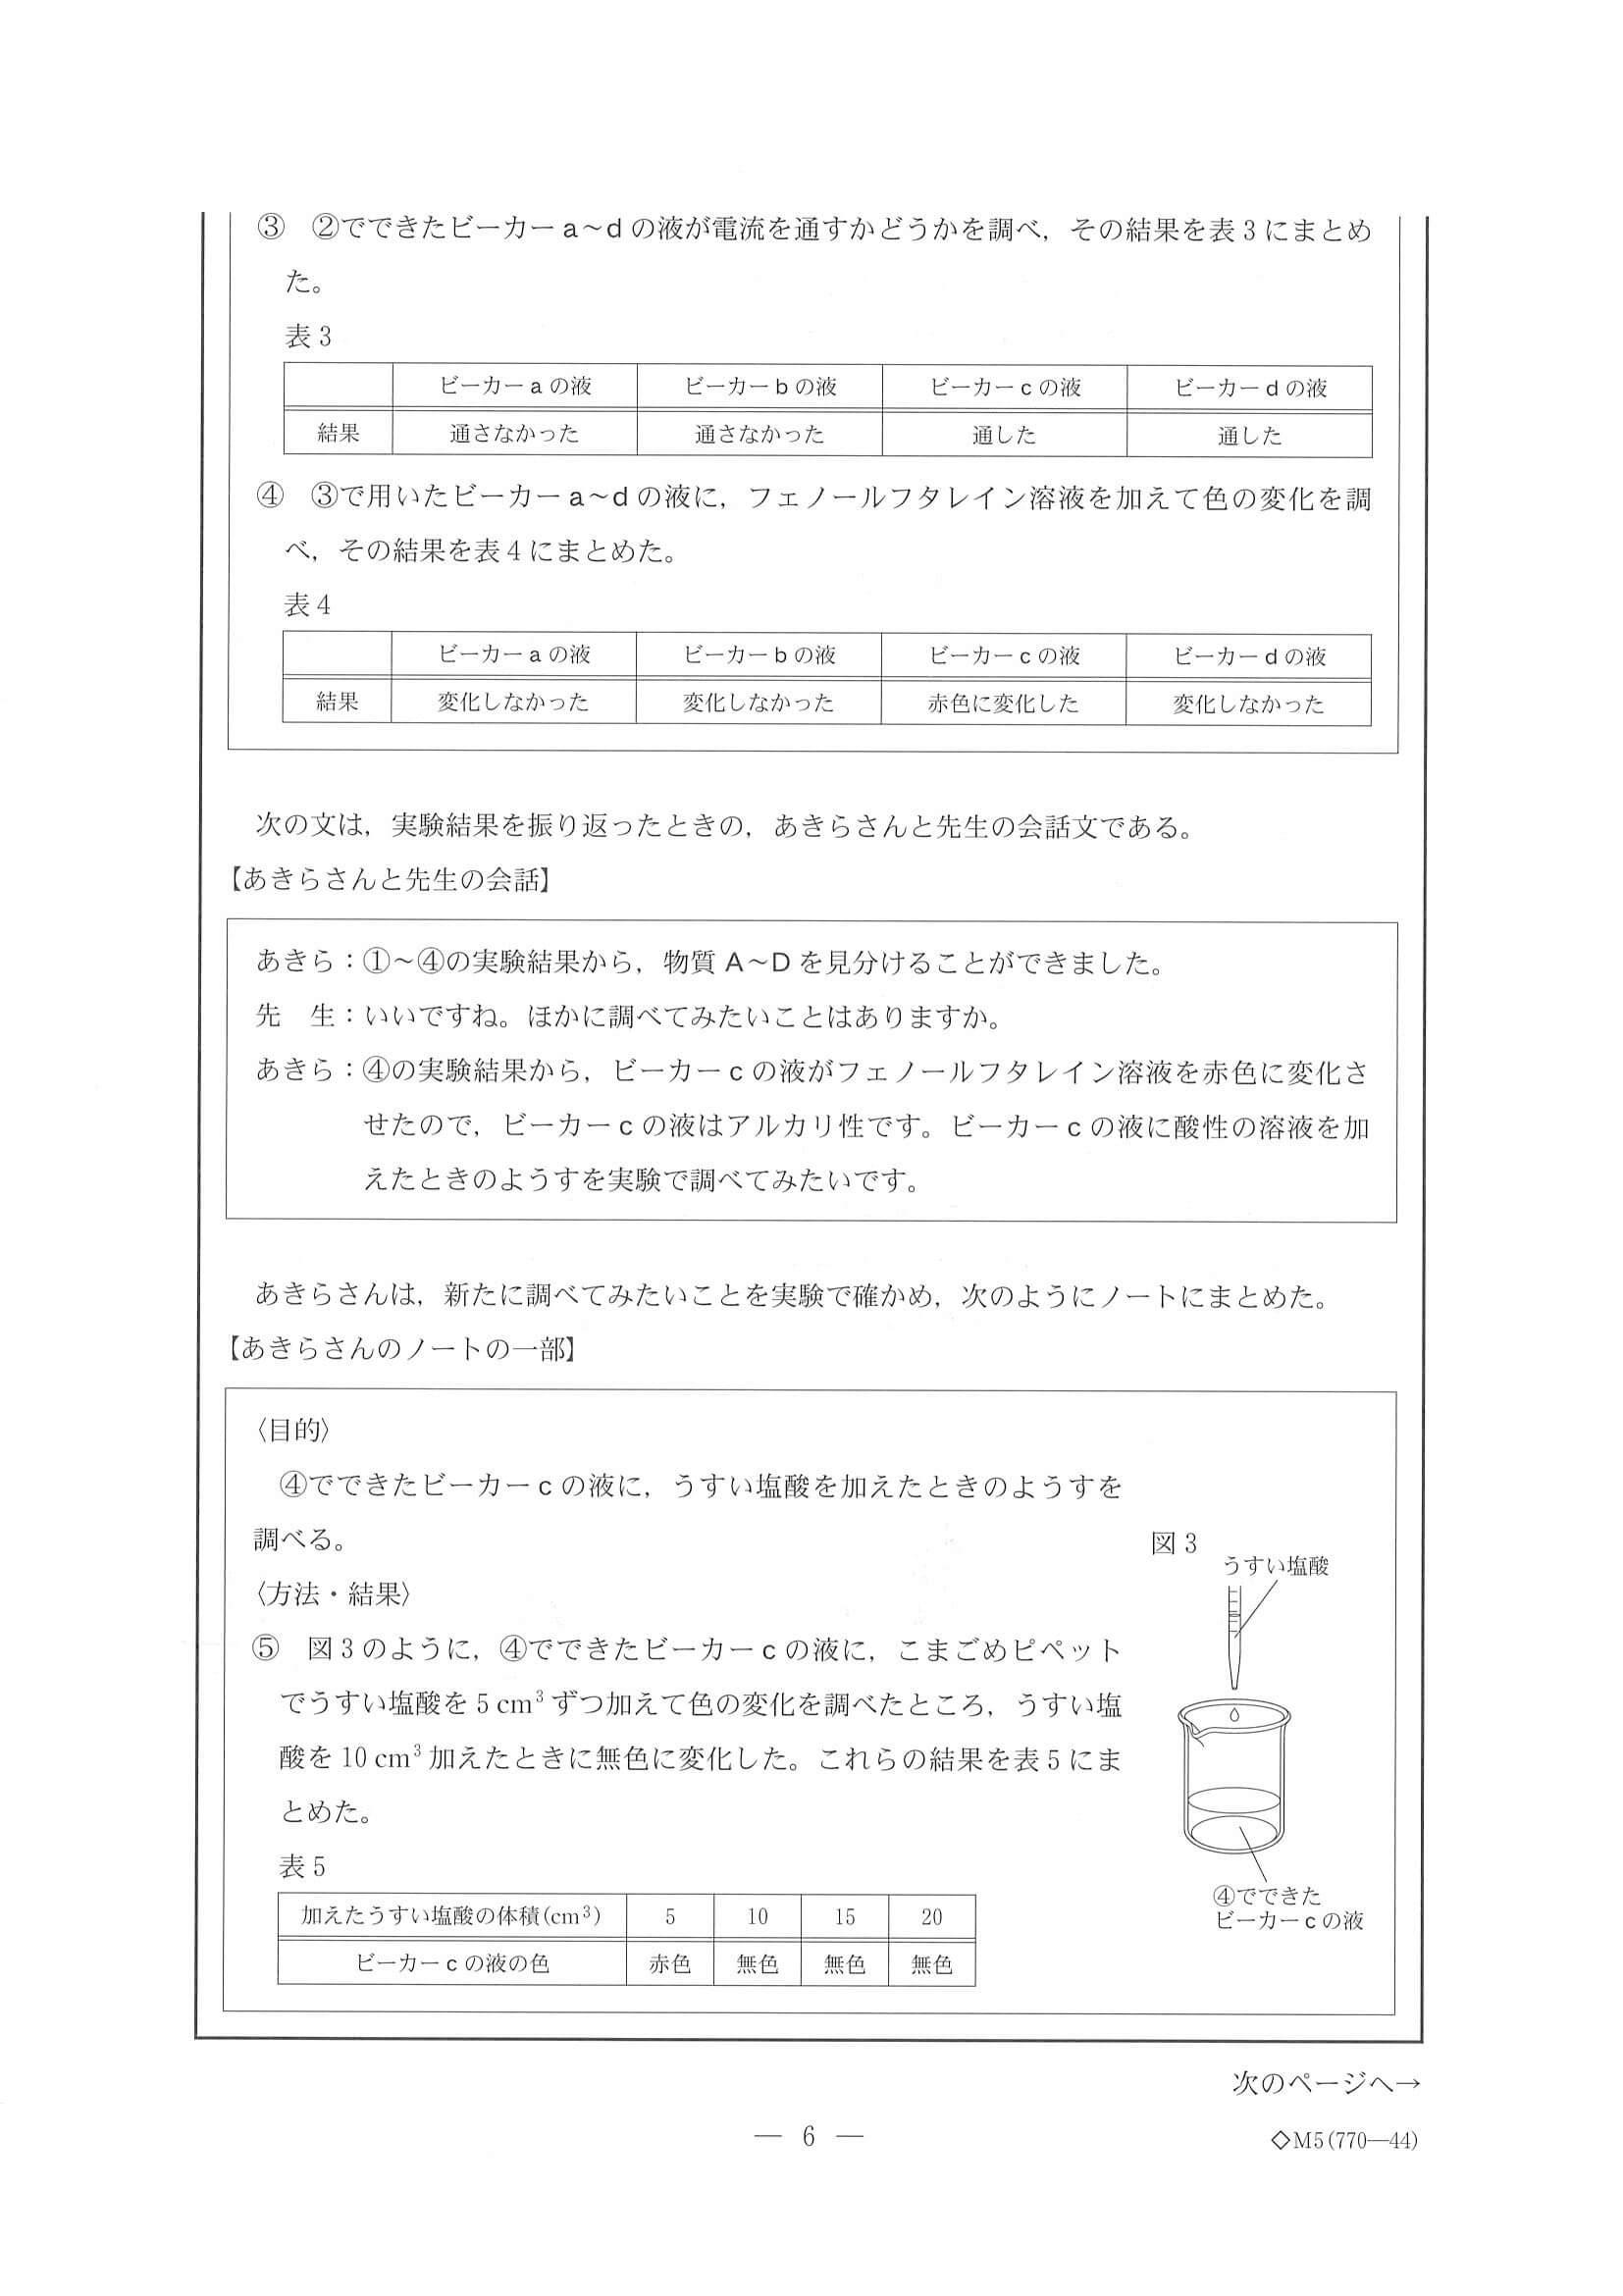 ③　②でできたビーカーa~dの液が電流を通すかどうかを調べ，その結果を表3にまとめ
た。
表3
ビーカーaの液　ビーカーbの液　ビーカーcの液　ビーカーdの液
結果　通さなかった　通さなかった　通した　通した
④　③で用いたビーカーa~dの液に，フェノールフタレイン溶液を加えて色の変化を調
べ，その結果を表4にまとめた。
表4
ビーカーaの液　ビーカーbの液　ビーカーcの液　ビーカーdの液
結果　変化しなかった　変化しなかった　赤色に変化した　変化しなかった
次の文は，実験結果を振り返ったときの，あきらさんと先生の会話文である。
【あきらさんと先生の会話】
あきら：①～④の実験結果から，物質A~Dを見分けることができました。
先　生：いいですね。ほかに調べてみたいことはありますか。
あきら：④の実験結果から，ビーカーcの液がフェノールフタレイン溶液を赤色に変化さ
せたので，ビーカーcの液はアルカリ性です。ビーカーcの液に酸性の溶液を加
えたときのようすを実験で調べてみたいです。
あきらさんは，新たに調べてみたいことを実験で確かめ，次のようにノートにまとめた。
【あきらさんのノートの一部】
〈目的〉
④でできたビーカーcの液に，うすい塩酸を加えたときのようすを
調べる。
〈方法・結果〉
⑤　図3のように，④でできたビーカーcの液に，こまごめピペット
でうすい塩酸を5 cm³ずつ加えて色の変化を調べたところ，うすい塩
酸を10 cm³加えたときに無色に変化した。これらの結果を表5にま
とめた。
表5
加えたうすい塩酸の体積(cm³)　5　10　15　20
ビーカーcの液の色　赤色　無色　無色　無色
図3
うすい塩酸
④でできた
ビーカーcの液
次のページへ→
— 6 —
◇M5(770—44)